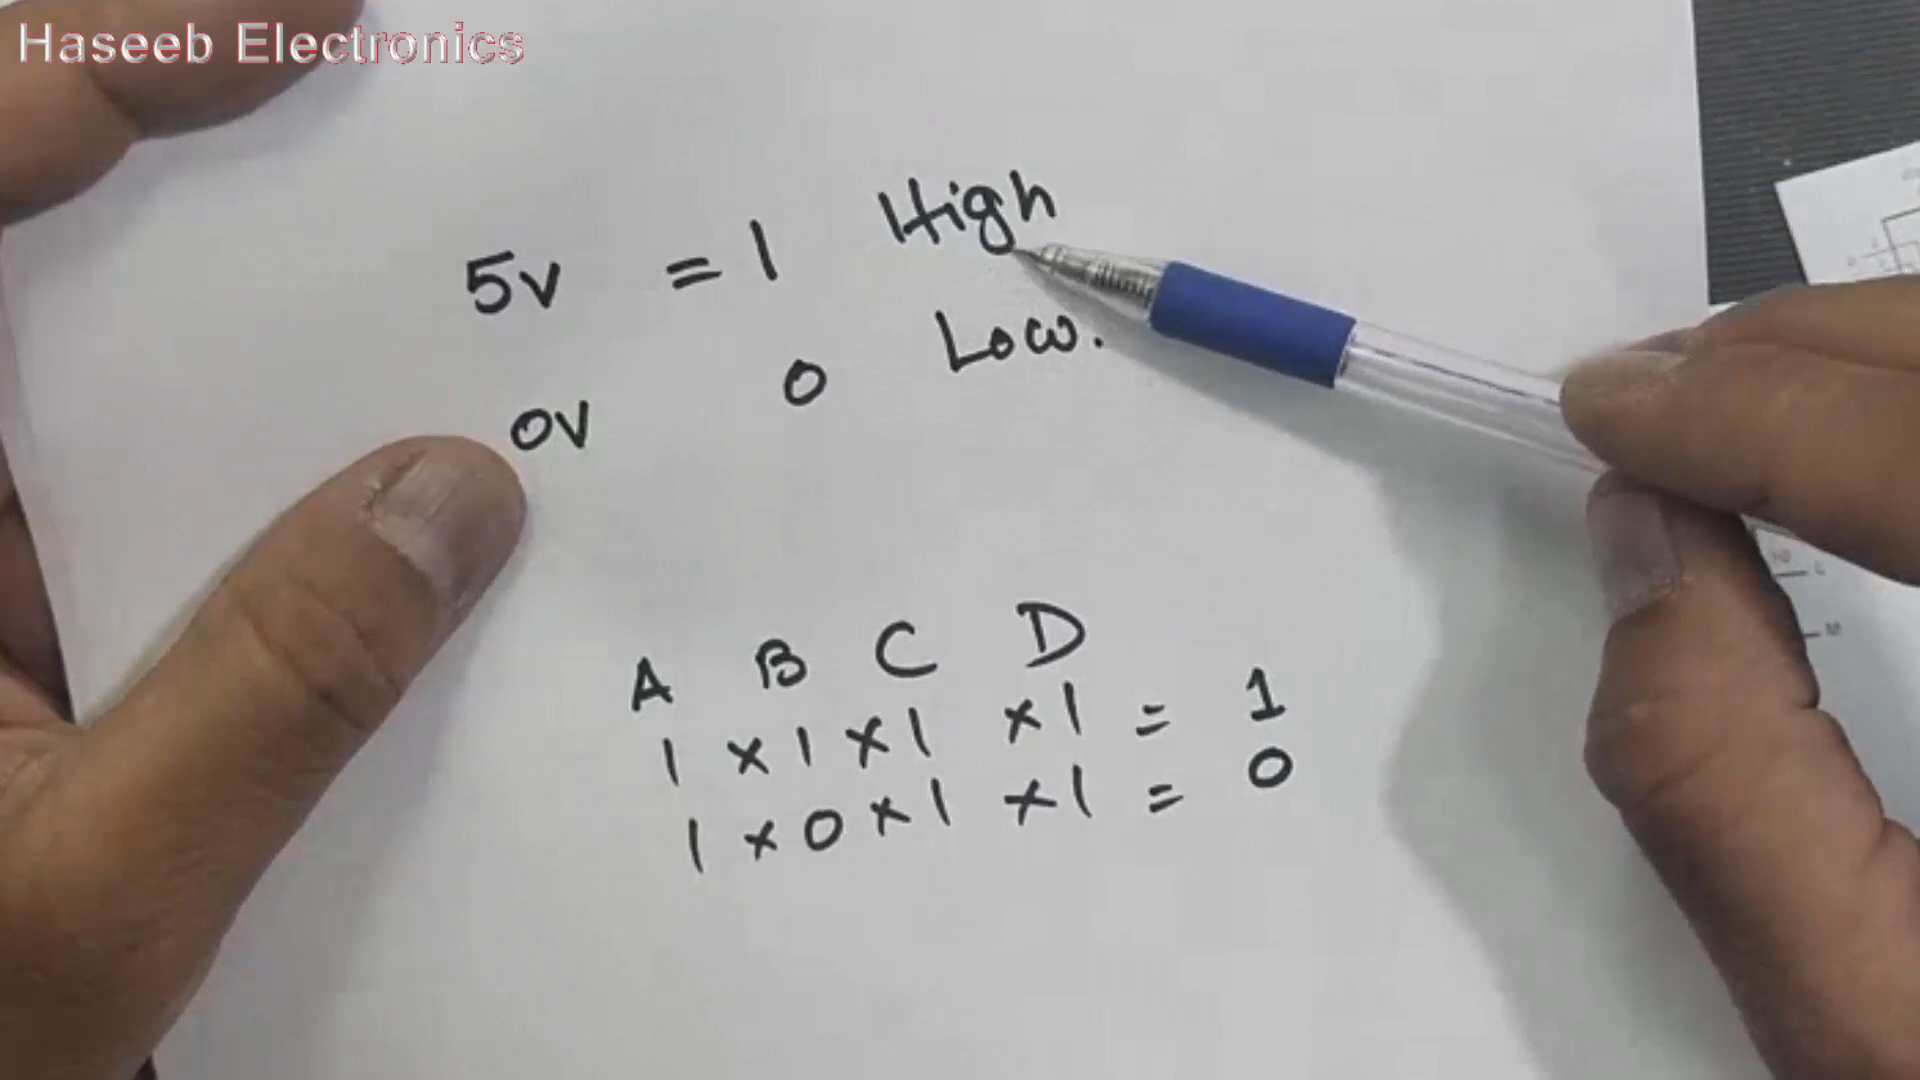 Haseeb Electronics
5v = 1 High
0v 0 Low.
A B C D
1 × 1 × 1 × 1 = 1
1 × 0 × 1 × 1 = 0